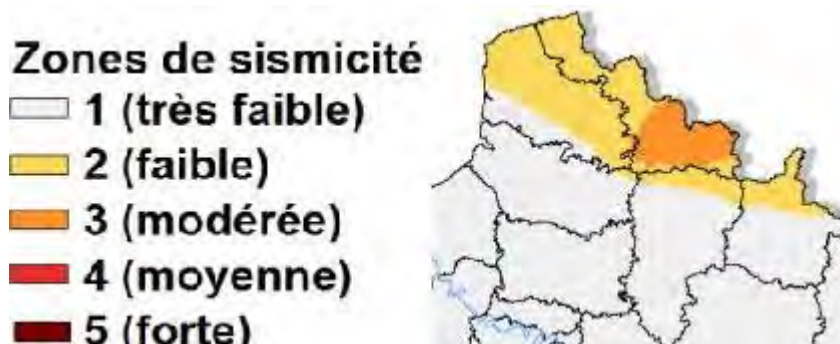 Zones de sismicité
1 (très faible)
2 (faible)
3 (modérée)
4 (moyenne)
5 (forte)